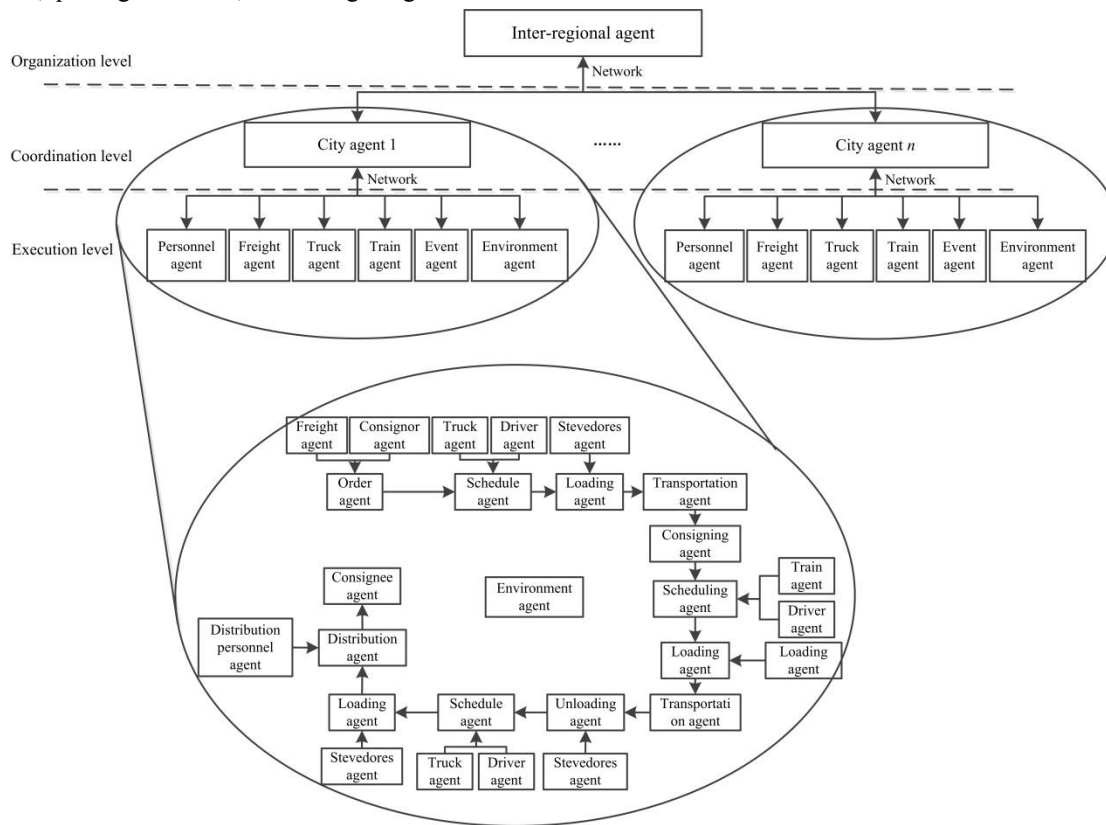 Inter-regional agent
Organization level
Network
City agent 1
......
City agent n
Coordination level
Network
Network
Execution level
Personnel
agent
Freight
agent
Truck
agent
Train
agent
Event
agent
Environment
agent
Personnel
agent
Freight
agent
Truck
agent
Train
agent
Event
agent
Environment
agent
Freight
agent
Consignor
agent
Truck
agent
Driver
agent
Stevedores
agent
Order
agent
Schedule
agent
Loading
agent
Transportation
agent
Consigning
agent
Train
agent
Consignee
agent
Environment
agent
Scheduling
agent
Driver
agent
Distribution
personnel
agent
Distribution
agent
Loading
agent
Loading
agent
Loading
agent
Schedule
agent
Unloading
agent
Transportati
on agent
Stevedores
agent
Truck
agent
Driver
agent
Stevedores
agent